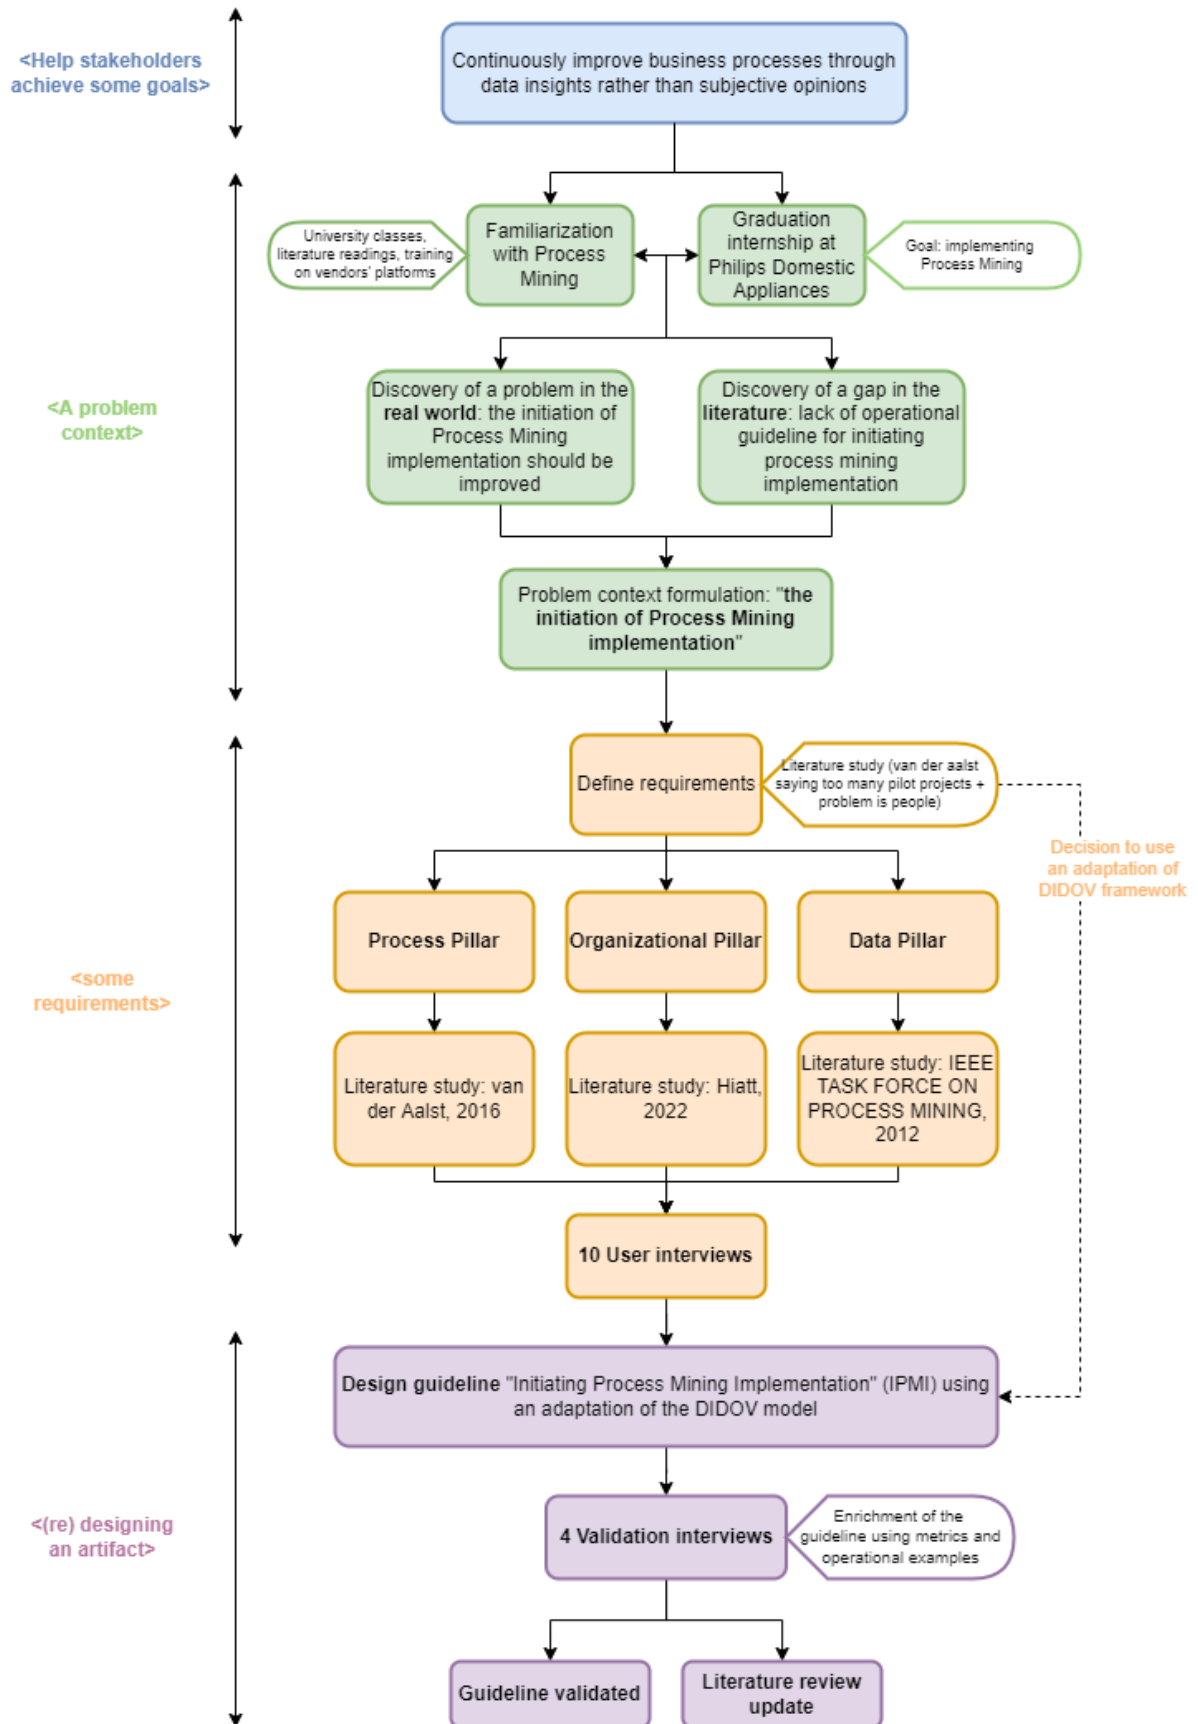 <Help stakeholders
achieve some goals>
Continuously improve business processes through
data insights rather than subjective opinions
University classes,
literature readings, training
on vendors' platforms
Familiarization
with Process
Mining
Graduation
internship at
Philips Domestic
Appliances
Goal: implementing
Process Mining
<A problem
context>
Discovery of a problem in the
real world: the initiation of
Process Mining
implementation should be
improved
Discovery of a gap in the
literature: lack of operational
guideline for initiating
process mining
implementation
Problem context formulation: "the
initiation of Process Mining
implementation"
Define requirements
Literature study (van der aalst
saying too many pilot projects +
problem is people)
Decision to use
an adaptation of
DIDOV framework
<some
requirements>
Process Pillar
Organizational Pillar
Data Pillar
Literature study: van
der Aalst, 2016
Literature study: Hiatt,
2022
Literature study: IEEE
TASK FORCE ON
PROCESS MINING,
2012
10 User interviews
<(re) designing
an artifact>
Design guideline "Initiating Process Mining Implementation" (IPMI) using
an adaptation of the DIDOV model
4 Validation interviews
Enrichment of the
guideline using metrics and
operational examples
Guideline validated
Literature review
update